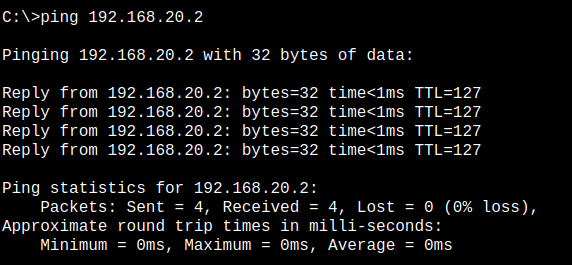 C:\>ping 192.168.20.2
Pinging 192.168.20.2 with 32 bytes of data:
Reply from 192.168.20.2: bytes=32 time<1ms TTL=127
Reply from 192.168.20.2: bytes=32 time<1ms TTL=127
Reply from 192.168.20.2: bytes=32 time<1ms TTL=127
Reply from 192.168.20.2: bytes=32 time<1ms TTL=127
Ping statistics for 192.168.20.2:
    Packets: Sent = 4, Received = 4, Lost = 0 (0% loss),
Approximate round trip times in milli-seconds:
    Minimum = 0ms, Maximum = 0ms, Average = 0ms